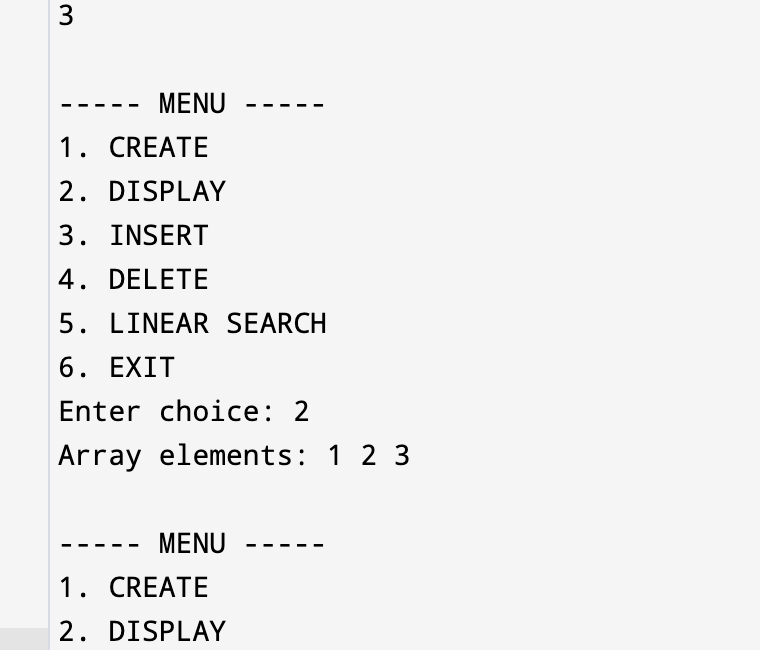 3
----- MENU -----
1. CREATE
2. DISPLAY
3. INSERT
4. DELETE
5. LINEAR SEARCH
6. EXIT
Enter choice: 2
Array elements: 1 2 3
----- MENU -----
1. CREATE
2. DISPLAY